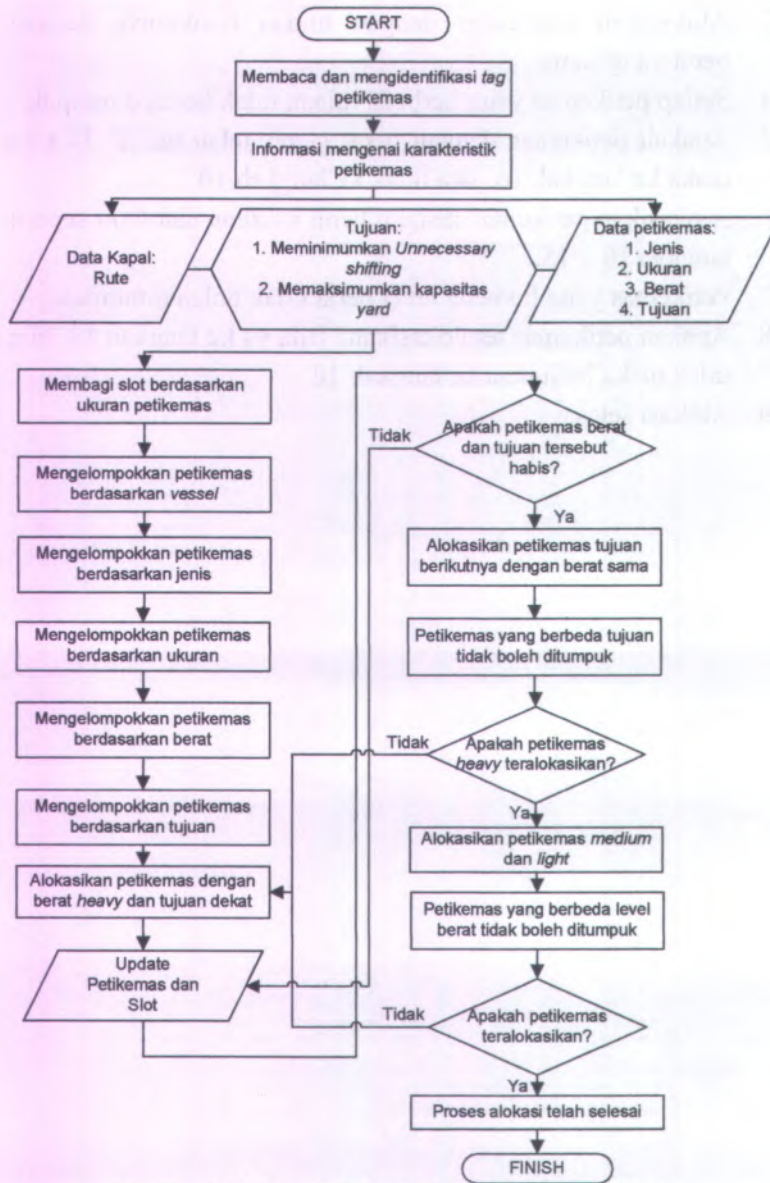 START
Membaca dan mengidentifikasi tag
petikemas
Informasi mengenai karakteristik
petikemas
Data Kapal:
Rute
Tujuan:
1. Meminimumkan Unnecessary
shifting
2. Memaksimumkan kapasitas
yard
Data petikemas:
1. Jenis
2. Ukuran
3. Berat
4. Tujuan
Membagi slot berdasarkan
ukuran petikemas
Mengelompokkan petikemas
berdasarkan vessel
Mengelompokkan petikemas
berdasarkan jenis
Mengelompokkan petikemas
berdasarkan ukuran
Mengelompokkan petikemas
berdasarkan berat
Mengelompokkan petikemas
berdasarkan tujuan
Alokasikan petikemas dengan
berat heavy dan tujuan dekat
Update
Petikemas dan
Slot
Tidak
Apakah petikemas berat
dan tujuan tersebut
habis?
Ya
Alokasikan petikemas tujuan
berikutnya dengan berat sama
Petikemas yang berbeda tujuan
tidak boleh ditumpuk
Tidak
Apakah petikemas
heavy teralokasikan?
Ya
Alokasikan petikemas medium
dan light
Petikemas yang berbeda level
berat tidak boleh ditumpuk
Tidak
Apakah petikemas
teralokasikan?
Ya
Proses alokasi telah selesai
FINISH